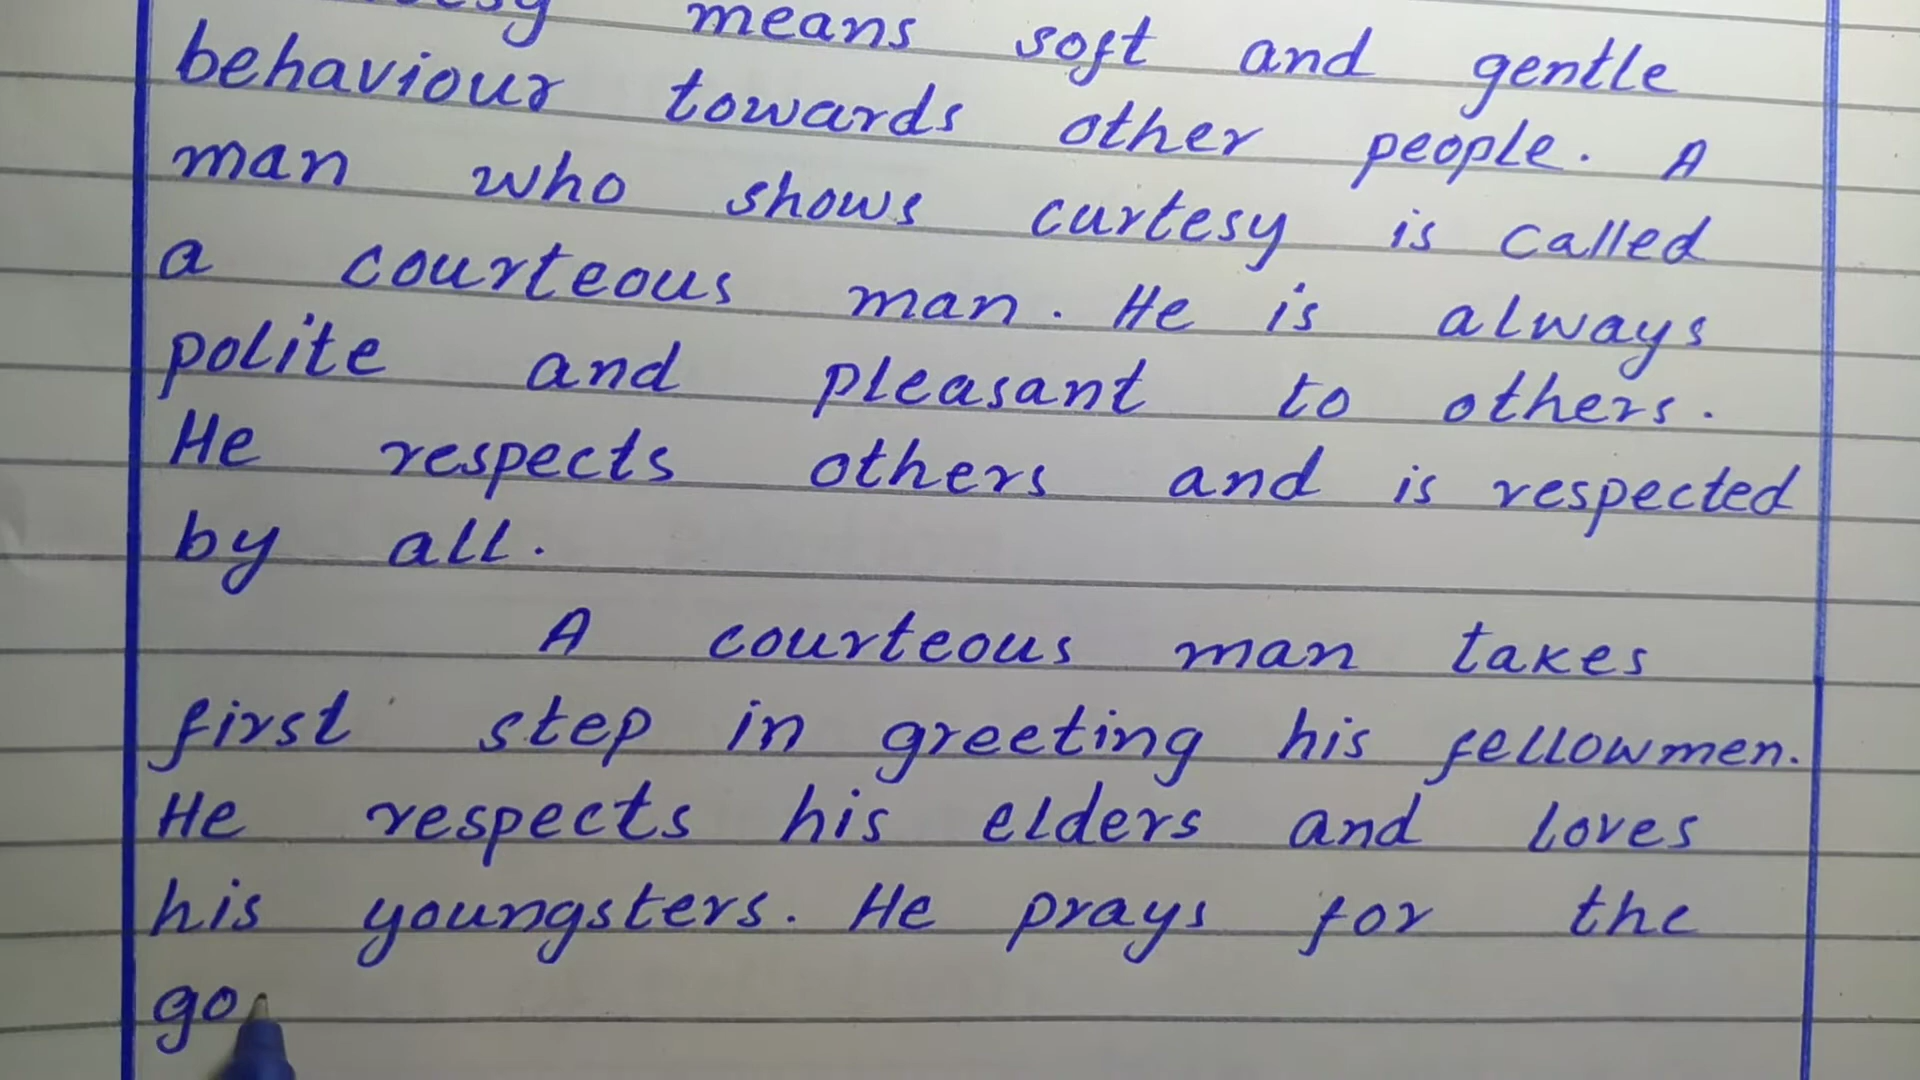 means soft and gentle
behaviour towards other people. A
man who shows curtesy is called
a courteous man. He is always
polite and pleasant to others.
He respects others and is respected
by all.
A courteous man takes
first step in greeting his fellowmen.
He respects his elders and loves
his youngsters. He prays for the
go